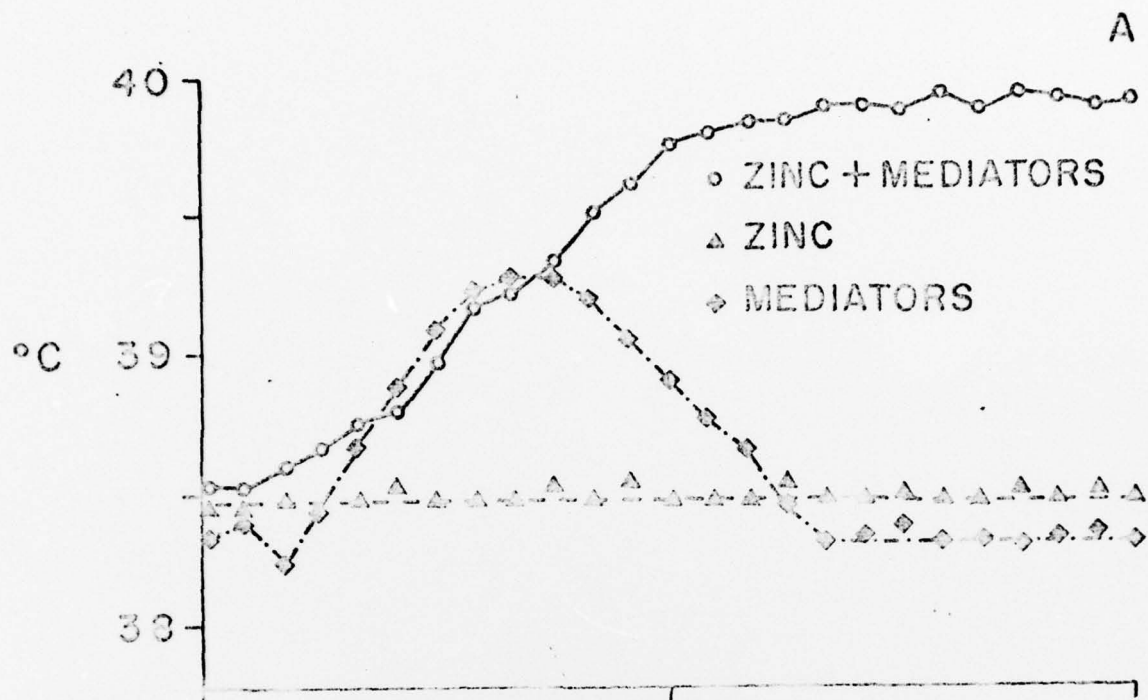 A
40
○ ZINC + MEDIATORS
△ ZINC
◇ MEDIATORS
°C 39
38